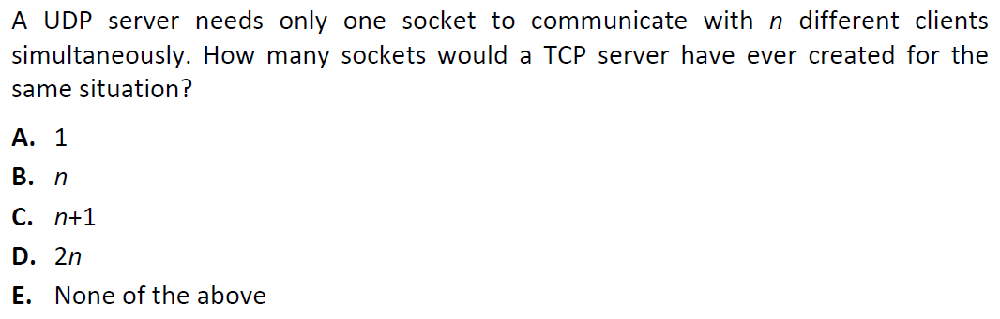 A UDP server needs only one socket to communicate with n different clients
simultaneously. How many sockets would a TCP server have ever created for the
same situation?
A. 1
B. n
C. n+1
D. 2n
E. None of the above